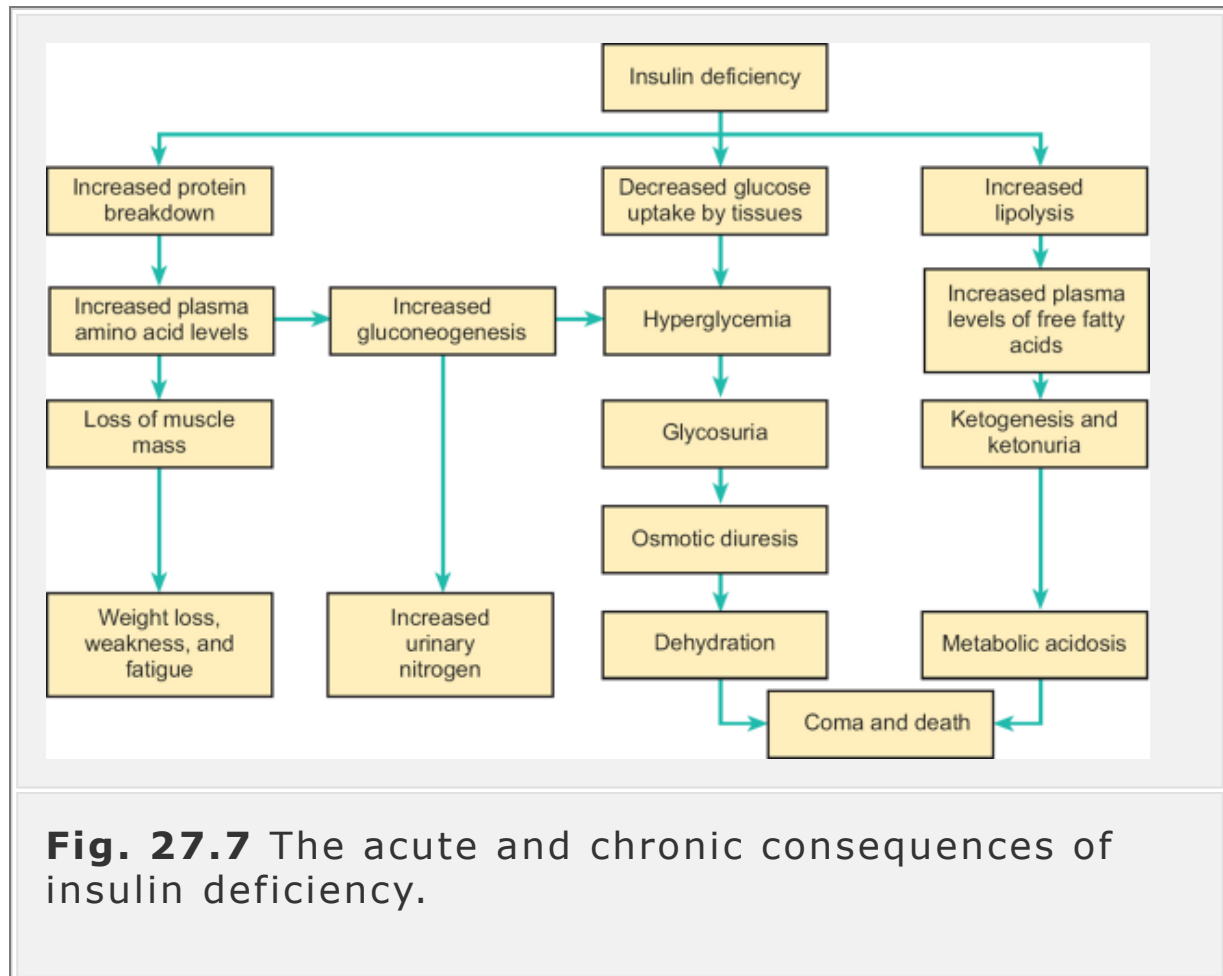 Insulin deficiency
Increased protein
breakdown
Decreased glucose
uptake by tissues
Increased
lipolysis
Increased plasma
amino acid levels
Increased
gluconeogenesis
Hyperglycemia
Increased plasma
levels of free fatty
acids
Loss of muscle
mass
Glycosuria
Ketogenesis and
ketonuria
Osmotic diuresis
Weight loss,
weakness, and
fatigue
Increased
urinary
nitrogen
Dehydration
Metabolic acidosis
Coma and death
Fig. 27.7 The acute and chronic consequences of
insulin deficiency.